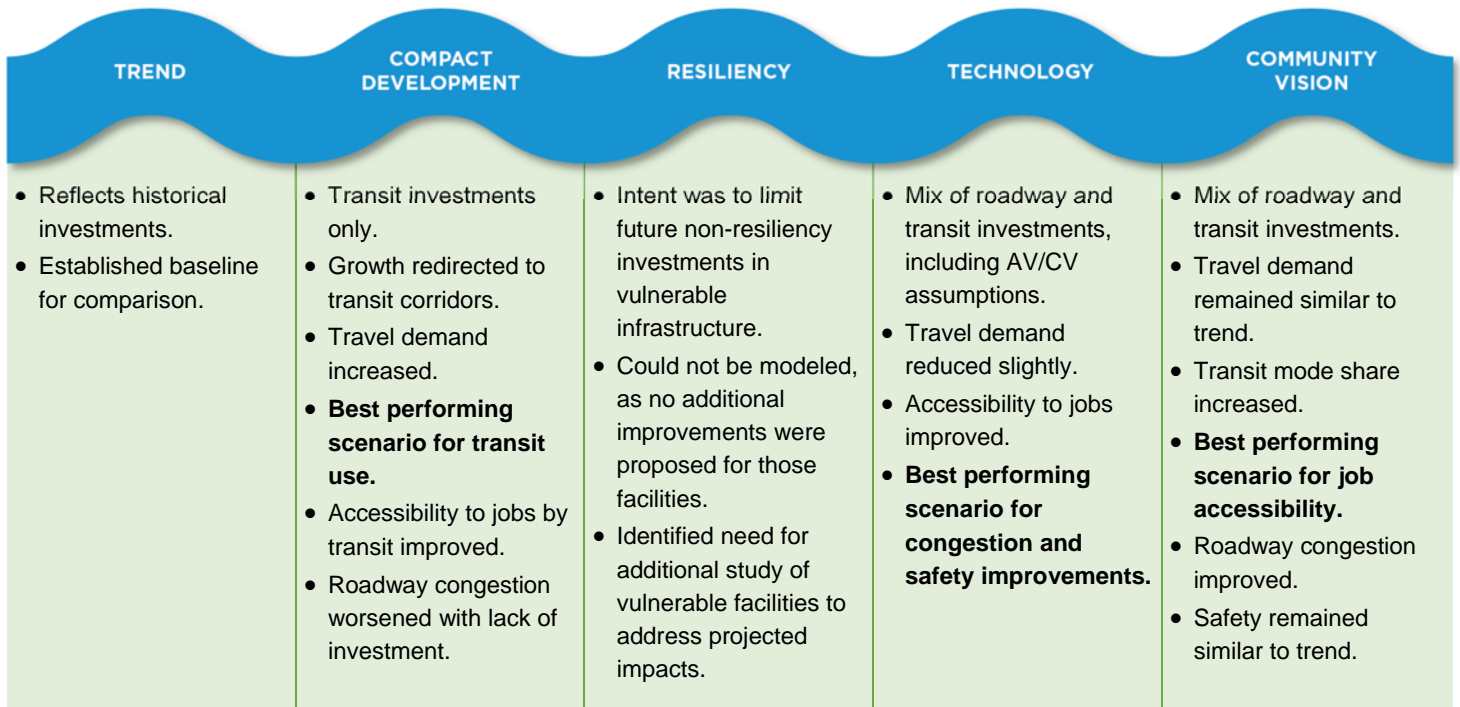 TREND
COMPACT
DEVELOPMENT
RESILIENCY
TECHNOLOGY
COMMUNITY
VISION
• Reflects historical
investments.
• Established baseline
for comparison.
• Transit investments
only.
• Growth redirected to
transit corridors.
• Travel demand
increased.
• Best performing
scenario for transit
use.
• Accessibility to jobs by
transit improved.
• Roadway congestion
worsened with lack of
investment.
• Intent was to limit
future non-resiliency
investments in
vulnerable
infrastructure.
• Could not be modeled,
as no additional
improvements were
proposed for those
facilities.
• Identified need for
additional study of
vulnerable facilities to
address projected
impacts.
• Mix of roadway and
transit investments,
including AV/CV
assumptions.
• Travel demand
reduced slightly.
• Accessibility to jobs
improved.
• Best performing
scenario for
congestion and
safety improvements.
• Mix of roadway and
transit investments.
• Travel demand
remained similar to
trend.
• Transit mode share
increased.
• Best performing
scenario for job
accessibility.
• Roadway congestion
improved.
• Safety remained
similar to trend.